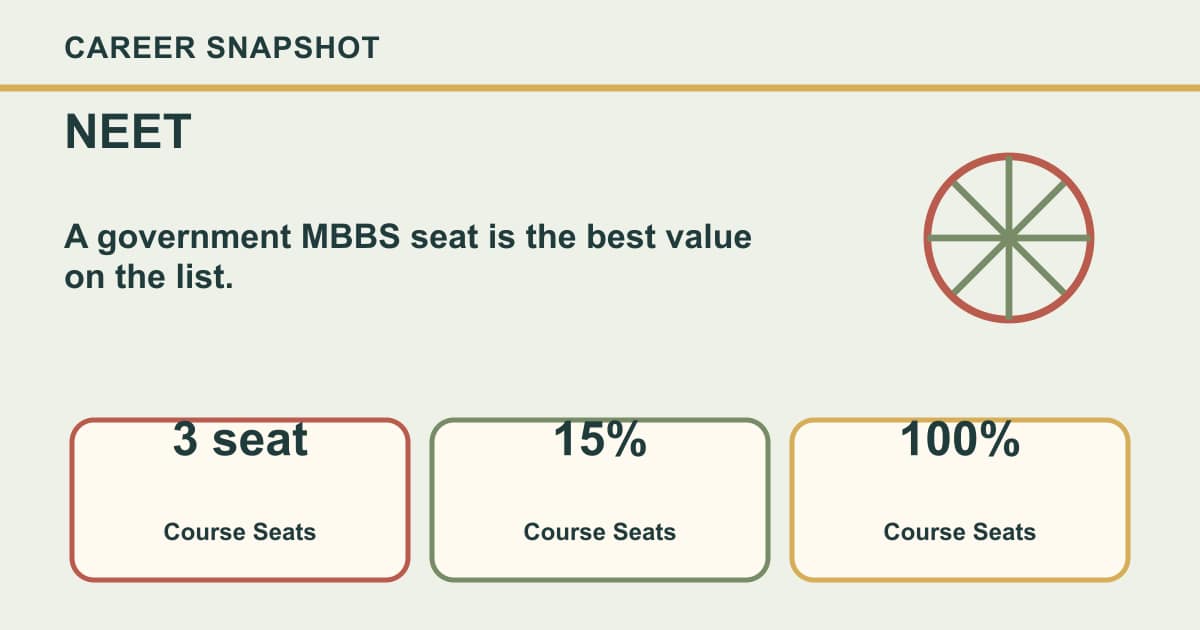 CAREER SNAPSHOT
NEET
A government MBBS seat is the best value
on the list.
3 seat
15%
100%
Course Seats
Course Seats
Course Seats